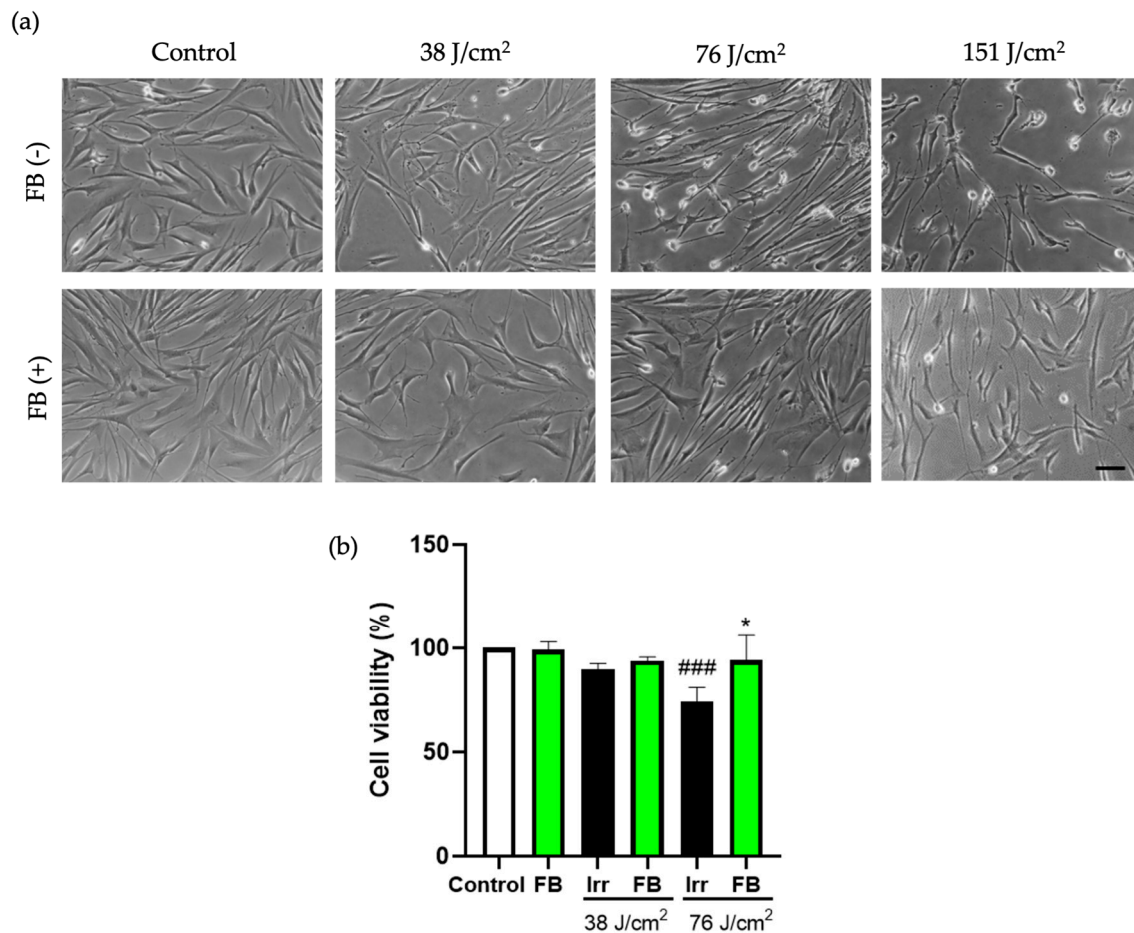 (a)
Control 38 J/cm² 76 J/cm² 151 J/cm²
FB (-)
FB (+)
(b)
Cell viability (%)
150
100
50
0
###
*
Control FB Irr FB Irr FB
38 J/cm² 76 J/cm²